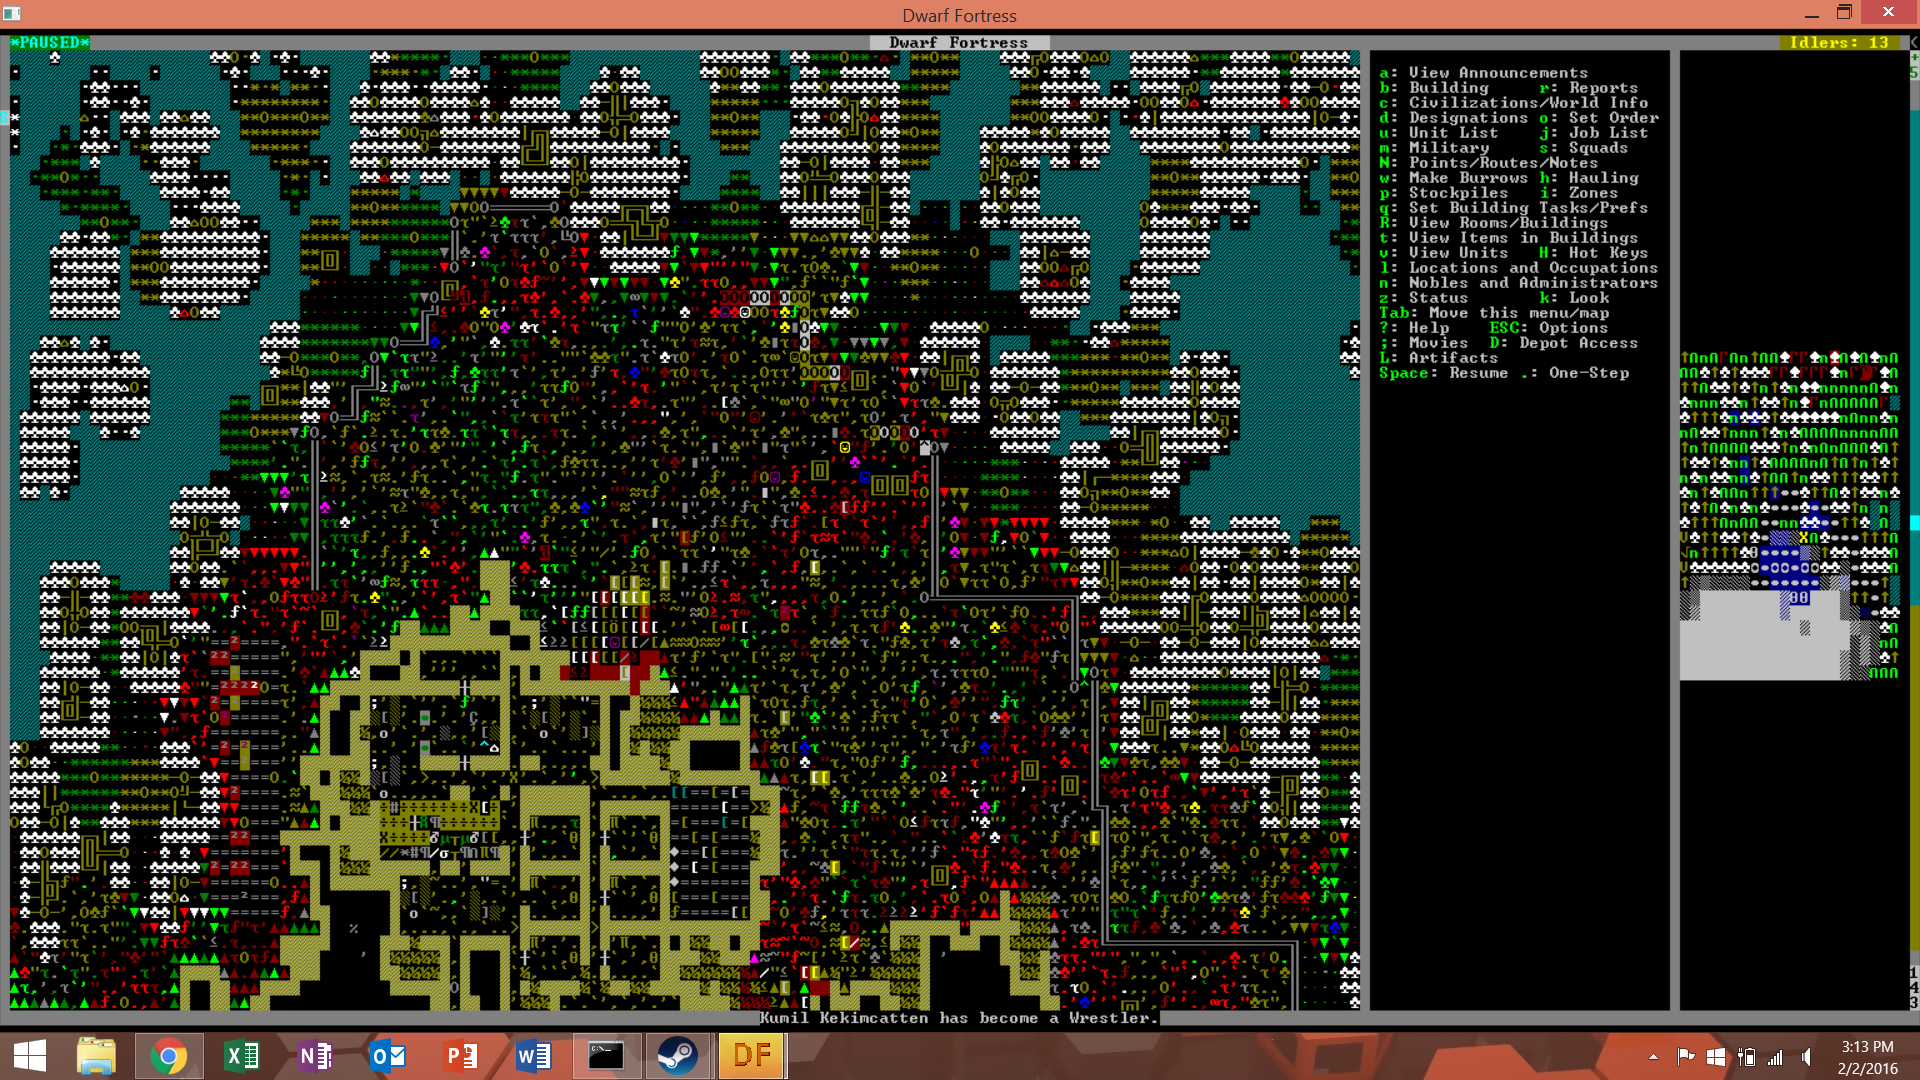 Dwarf Fortress
*PAUSED*
Dwarf Fortress
Idlers: 13
a: View Announcements
b: Building r: Reports
c: Civilizations/World Info
d: Designations o: Set Order
u: Unit List j: Job List
m: Military s: Squads
N: Points/Routes/Notes
w: Make Burrows h: Hauling
p: Stockpiles i: Zones
q: Set Building Tasks/Prefs
R: View Rooms/Buildings
t: View Items in Buildings
v: View Units H: Hot Keys
l: Locations and Occupations
n: Nobles and Administrators
z: Status k: Look
Tab: Move this menu/map
?: Help ESC: Options
;: Movies D: Depot Access
L: Artifacts
Space: Resume .: One-Step
Kumil Kekimcatten has become a Wrestler.
DF
3:13 PM
2/2/2016